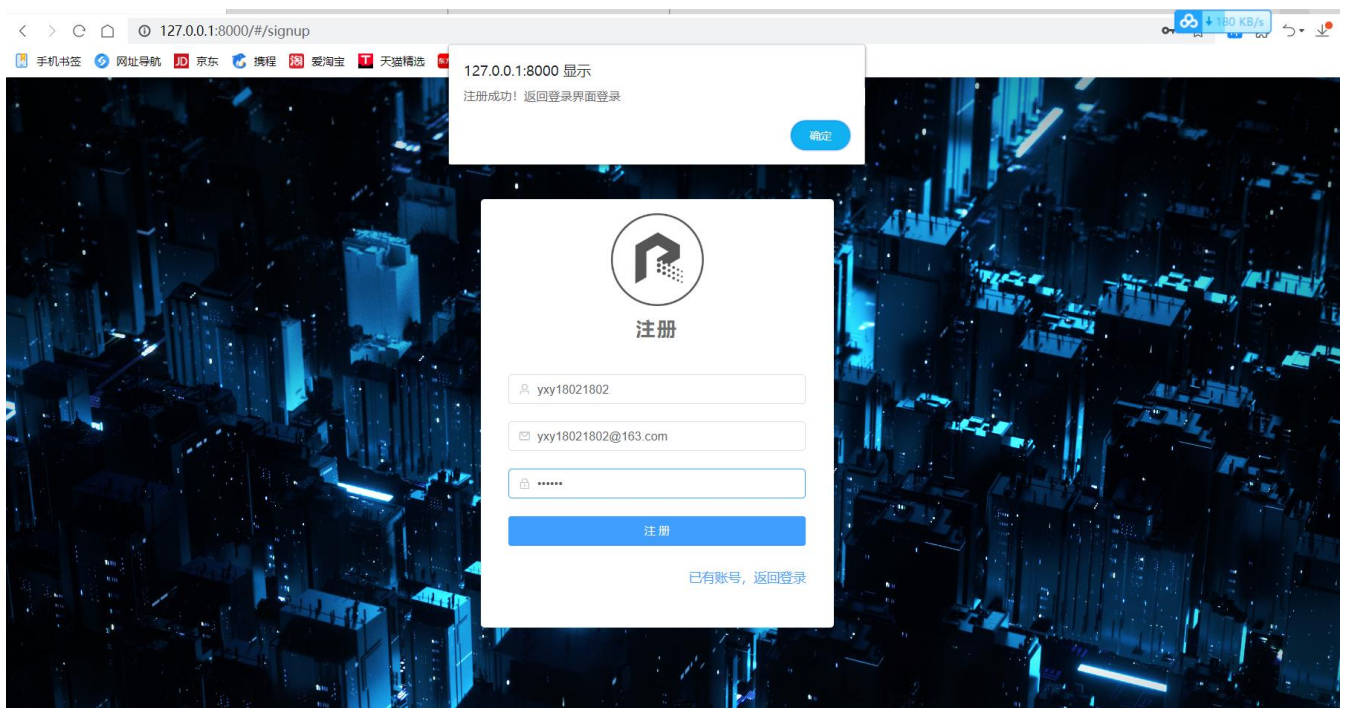 180 KB/s
127.0.0.1:8000/#/signup
手机书签 网址导航 JD 京东 携程 淘 爱淘宝 T 天猫精选
127.0.0.1:8000 显示
注册成功！返回登录界面登录
确定
注册
yxy18021802
yxy18021802@163.com
••••••
注册
已有账号，返回登录